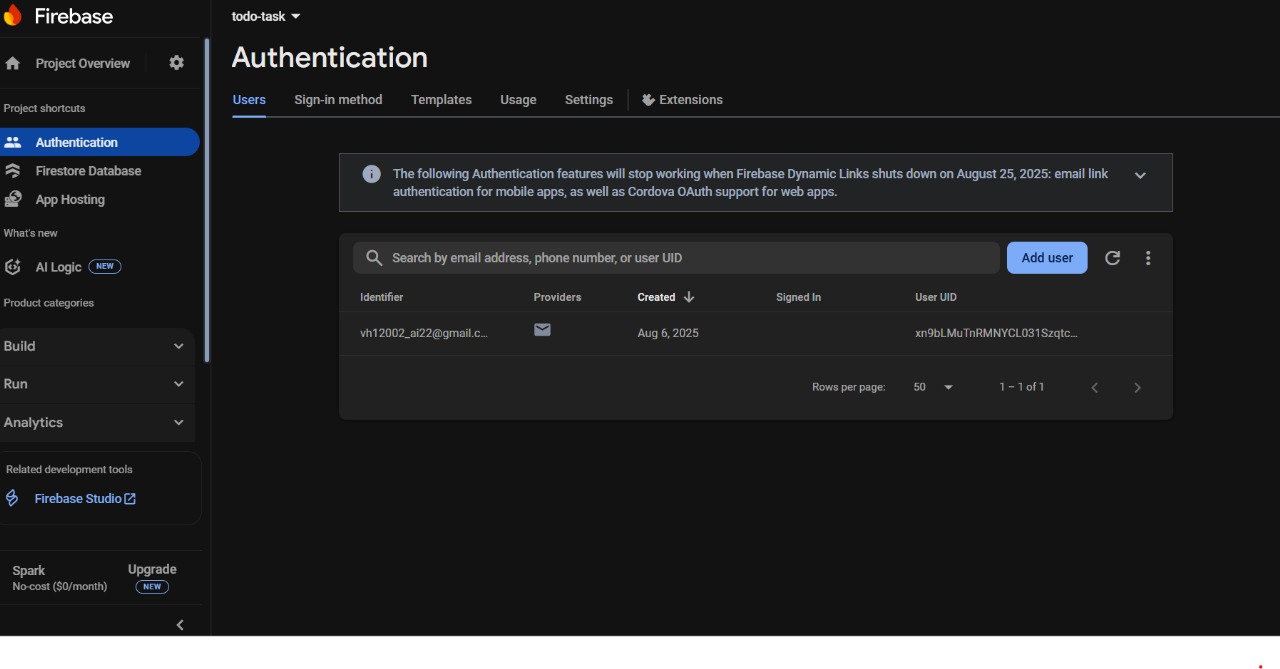 Firebase
todo-task
Project Overview
Authentication
Users Sign-in method Templates Usage Settings Extensions
Project shortcuts
Authentication
Firestore Database
App Hosting
What's new
AI Logic NEW
Product categories
Build
Run
Analytics
Related development tools
Firebase Studio
Spark
No-cost ($0/month)
Upgrade
NEW
The following Authentication features will stop working when Firebase Dynamic Links shuts down on August 25, 2025: email link
authentication for mobile apps, as well as Cordova OAuth support for web apps.
Search by email address, phone number, or user UID
Add user
Identifier Providers Created Signed In User UID
vh12002_ai22@gmail.c... Aug 6, 2025 xn9bLMuTnRMNYCL031Szqtc...
Rows per page: 50 1 – 1 of 1